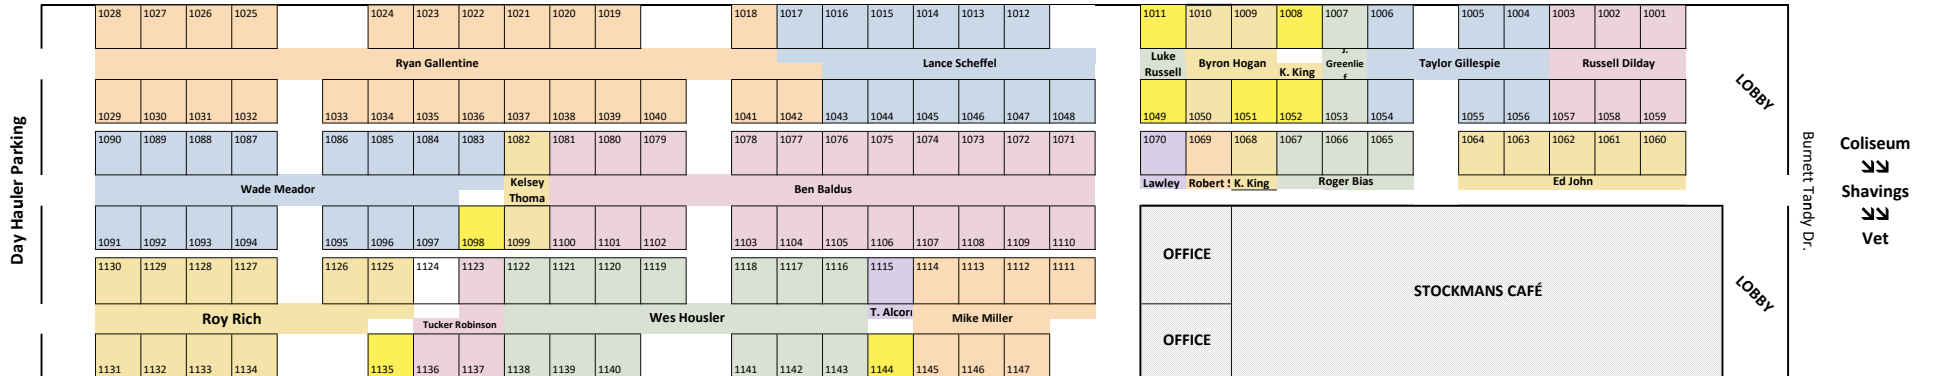 1028 1027 1026 1025 1024 1023 1022 1021 1020 1019 1018 1017 1016 1015 1014 1013 1012 1011 1010 1009 1008 1007 1006 1005 1004 1003 1002 1001
Ryan Gallentine Lance Scheffel Luke Russell Byron Hogan K. King J. Greenlief Taylor Gillespie Russell Dilday
1029 1030 1031 1032 1033 1034 1035 1036 1037 1038 1039 1040 1041 1042 1043 1044 1045 1046 1047 1048 1049 1050 1051 1052 1053 1054 1055 1056 1057 1058 1059
LOBBY
1090 1089 1088 1087 1086 1085 1084 1083 1082 1081 1080 1079 1078 1077 1076 1075 1074 1073 1072 1071 1070 1069 1068 1067 1066 1065 1064 1063 1062 1061 1060
Wade Meador Kelsey Thoma Ben Baldus Lawley Robert S K. King Roger Bias Ed John
1091 1092 1093 1094 1095 1096 1097 1098 1099 1100 1101 1102 1103 1104 1105 1106 1107 1108 1109 1110
1130 1129 1128 1127 1126 1125 1124 1123 1122 1121 1120 1119 1118 1117 1116 1115 1114 1113 1112 1111
Roy Rich Tucker Robinson Wes Housler T. Alcorn Mike Miller
1131 1132 1133 1134 1135 1136 1137 1138 1139 1140 1141 1142 1143 1144 1145 1146 1147
OFFICE
OFFICE
STOCKMANS CAFÉ
LOBBY
Day Hauler Parking
Burnett Tandy Dr.
Coliseum
Shavings
Vet